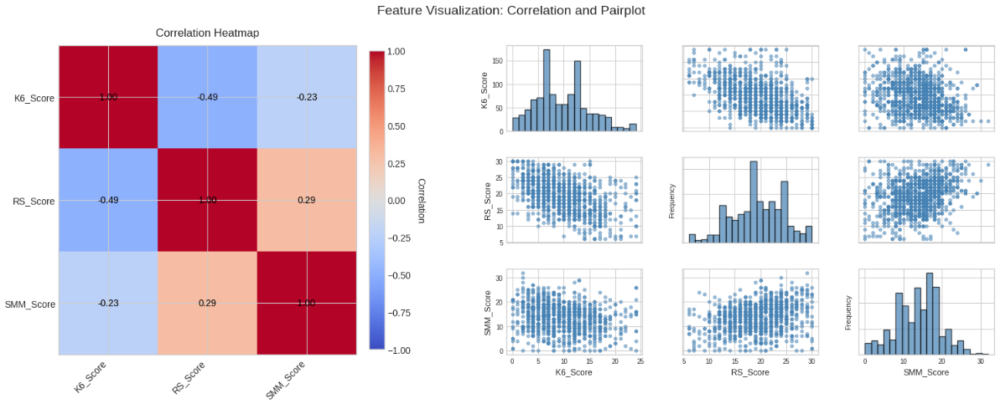 Feature Visualization: Correlation and Pairplot
Correlation Heatmap
K6_Score
RS_Score
SMM_Score
1.00
-0.49
-0.23
-0.49
1.00
0.29
-0.23
0.29
1.00
K6_Score
RS_Score
SMM_Score
1.00
0.75
0.50
0.25
0.00
−0.25
−0.50
−0.75
−1.00
Correlation
K6_Score
150
100
50
0
RS_Score
30
25
20
15
10
5
Frequency
SMM_Score
30
20
10
0
0
5
10
15
20
25
K6_Score
5
10
15
20
25
30
RS_Score
Frequency
0
10
20
30
SMM_Score